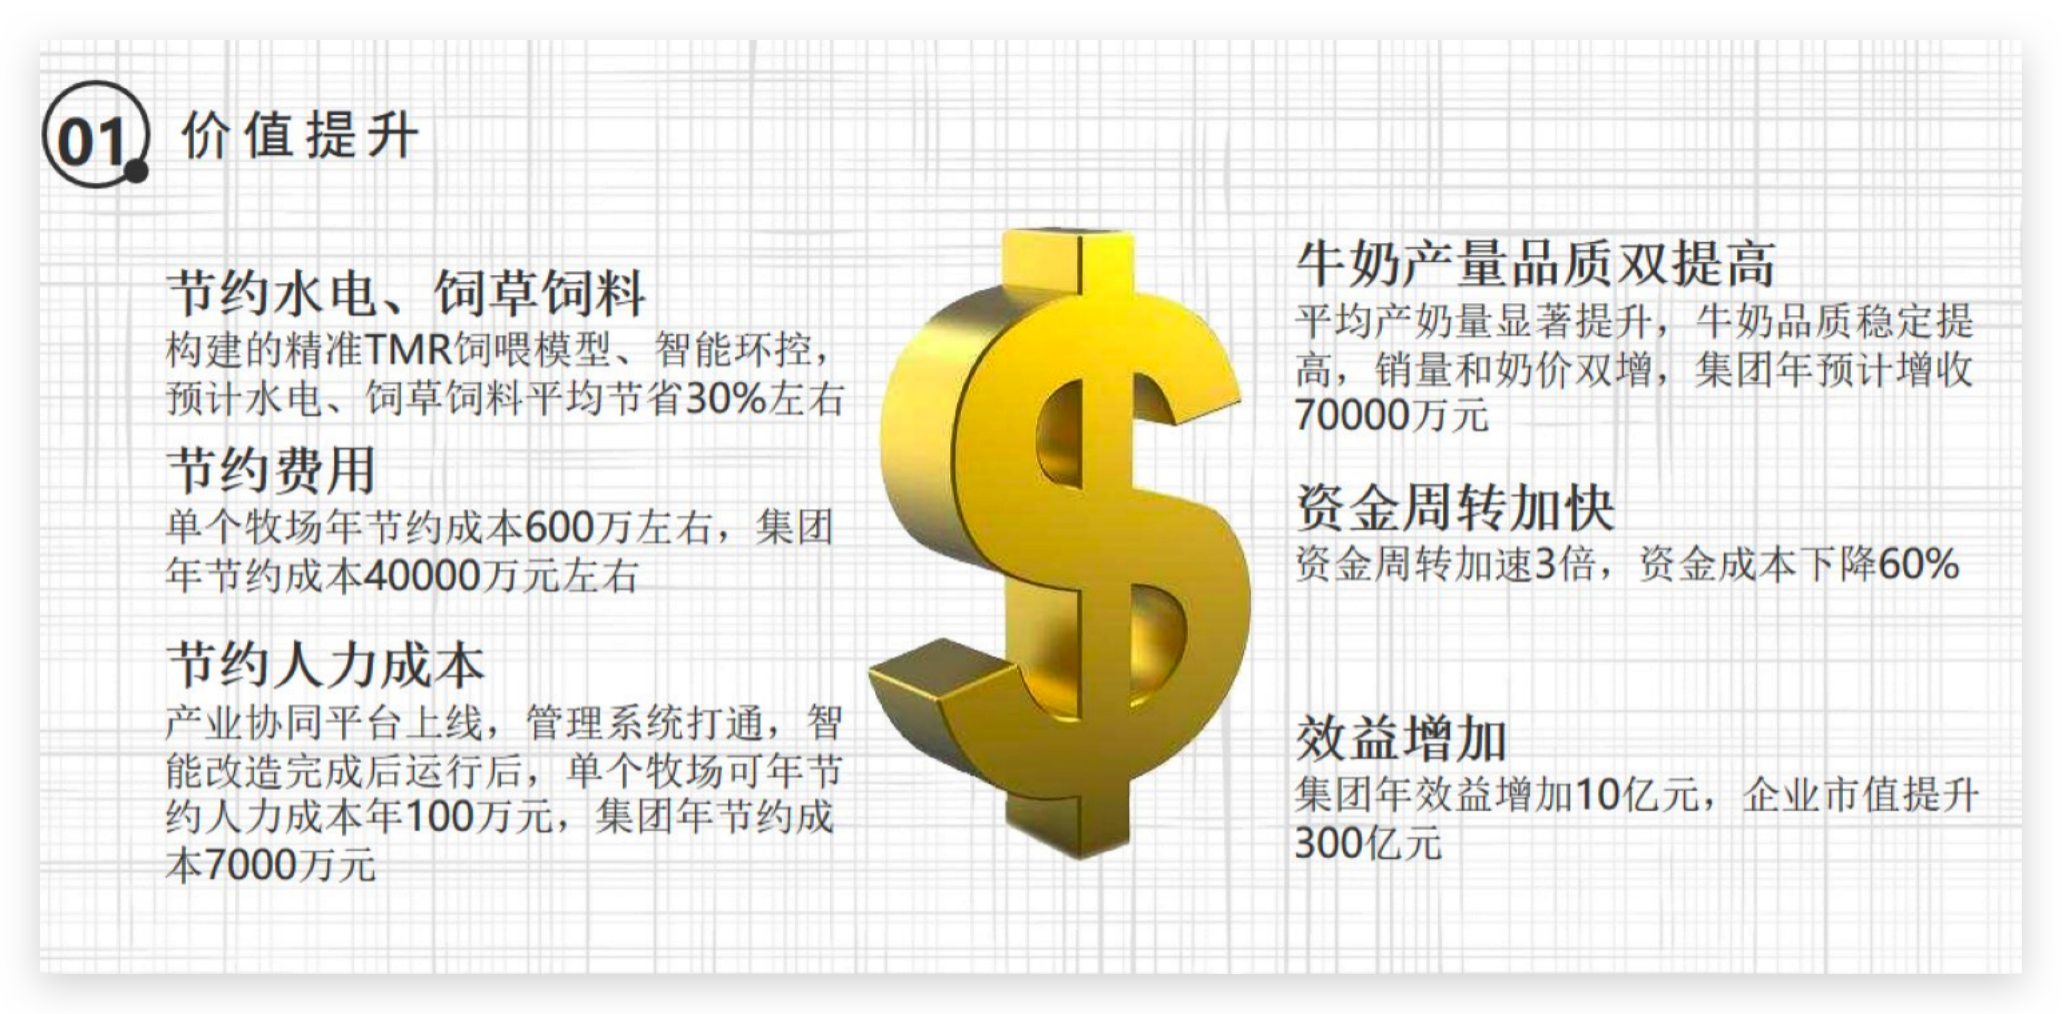 01
价值提升
节约水电、饲草饲料
构建的精准TMR饲喂模型、智能环控，
预计水电、饲草饲料平均节省30%左右
节约费用
单个牧场年节约成本600万左右，集团
年节约成本40000万元左右
节约人力成本
产业协同平台上线，管理系统打通，智
能改造完成后运行后，单个牧场可年节
约人力成本年100万元，集团年节约成
本7000万元
牛奶产量品质双提高
平均产奶量显著提升，牛奶品质稳定提
高，销量和奶价双增，集团年预计增收
70000万元
资金周转加快
资金周转加速3倍，资金成本下降60%
效益增加
集团年效益增加10亿元，企业市值提升
300亿元